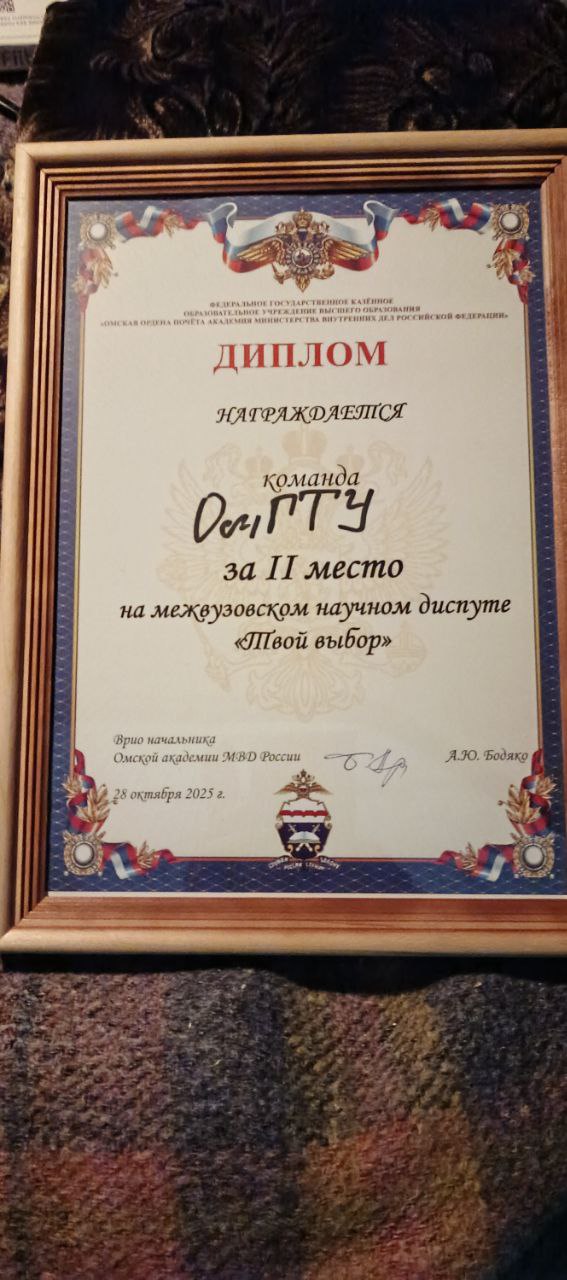 ФЕДЕРАЛЬНОЕ ГОСУДАРСТВЕННОЕ КАЗЁННОЕ
ОБРАЗОВАТЕЛЬНОЕ УЧРЕЖДЕНИЕ ВЫСШЕГО ОБРАЗОВАНИЯ
«ОМСКАЯ ОРДЕНА ПОЧЁТА АКАДЕМИЯ МИНИСТЕРСТВА ВНУТРЕННИХ ДЕЛ РОССИЙСКОЙ ФЕДЕРАЦИИ»
ДИПЛОМ
НАГРАЖДАЕТСЯ
команда
ОмГТУ
за II место
на межвузовском научном диспуте
«Твой выбор»
Врио начальника
Омской академии МВД России
А.Ю. Бодяко
28 октября 2025 г.